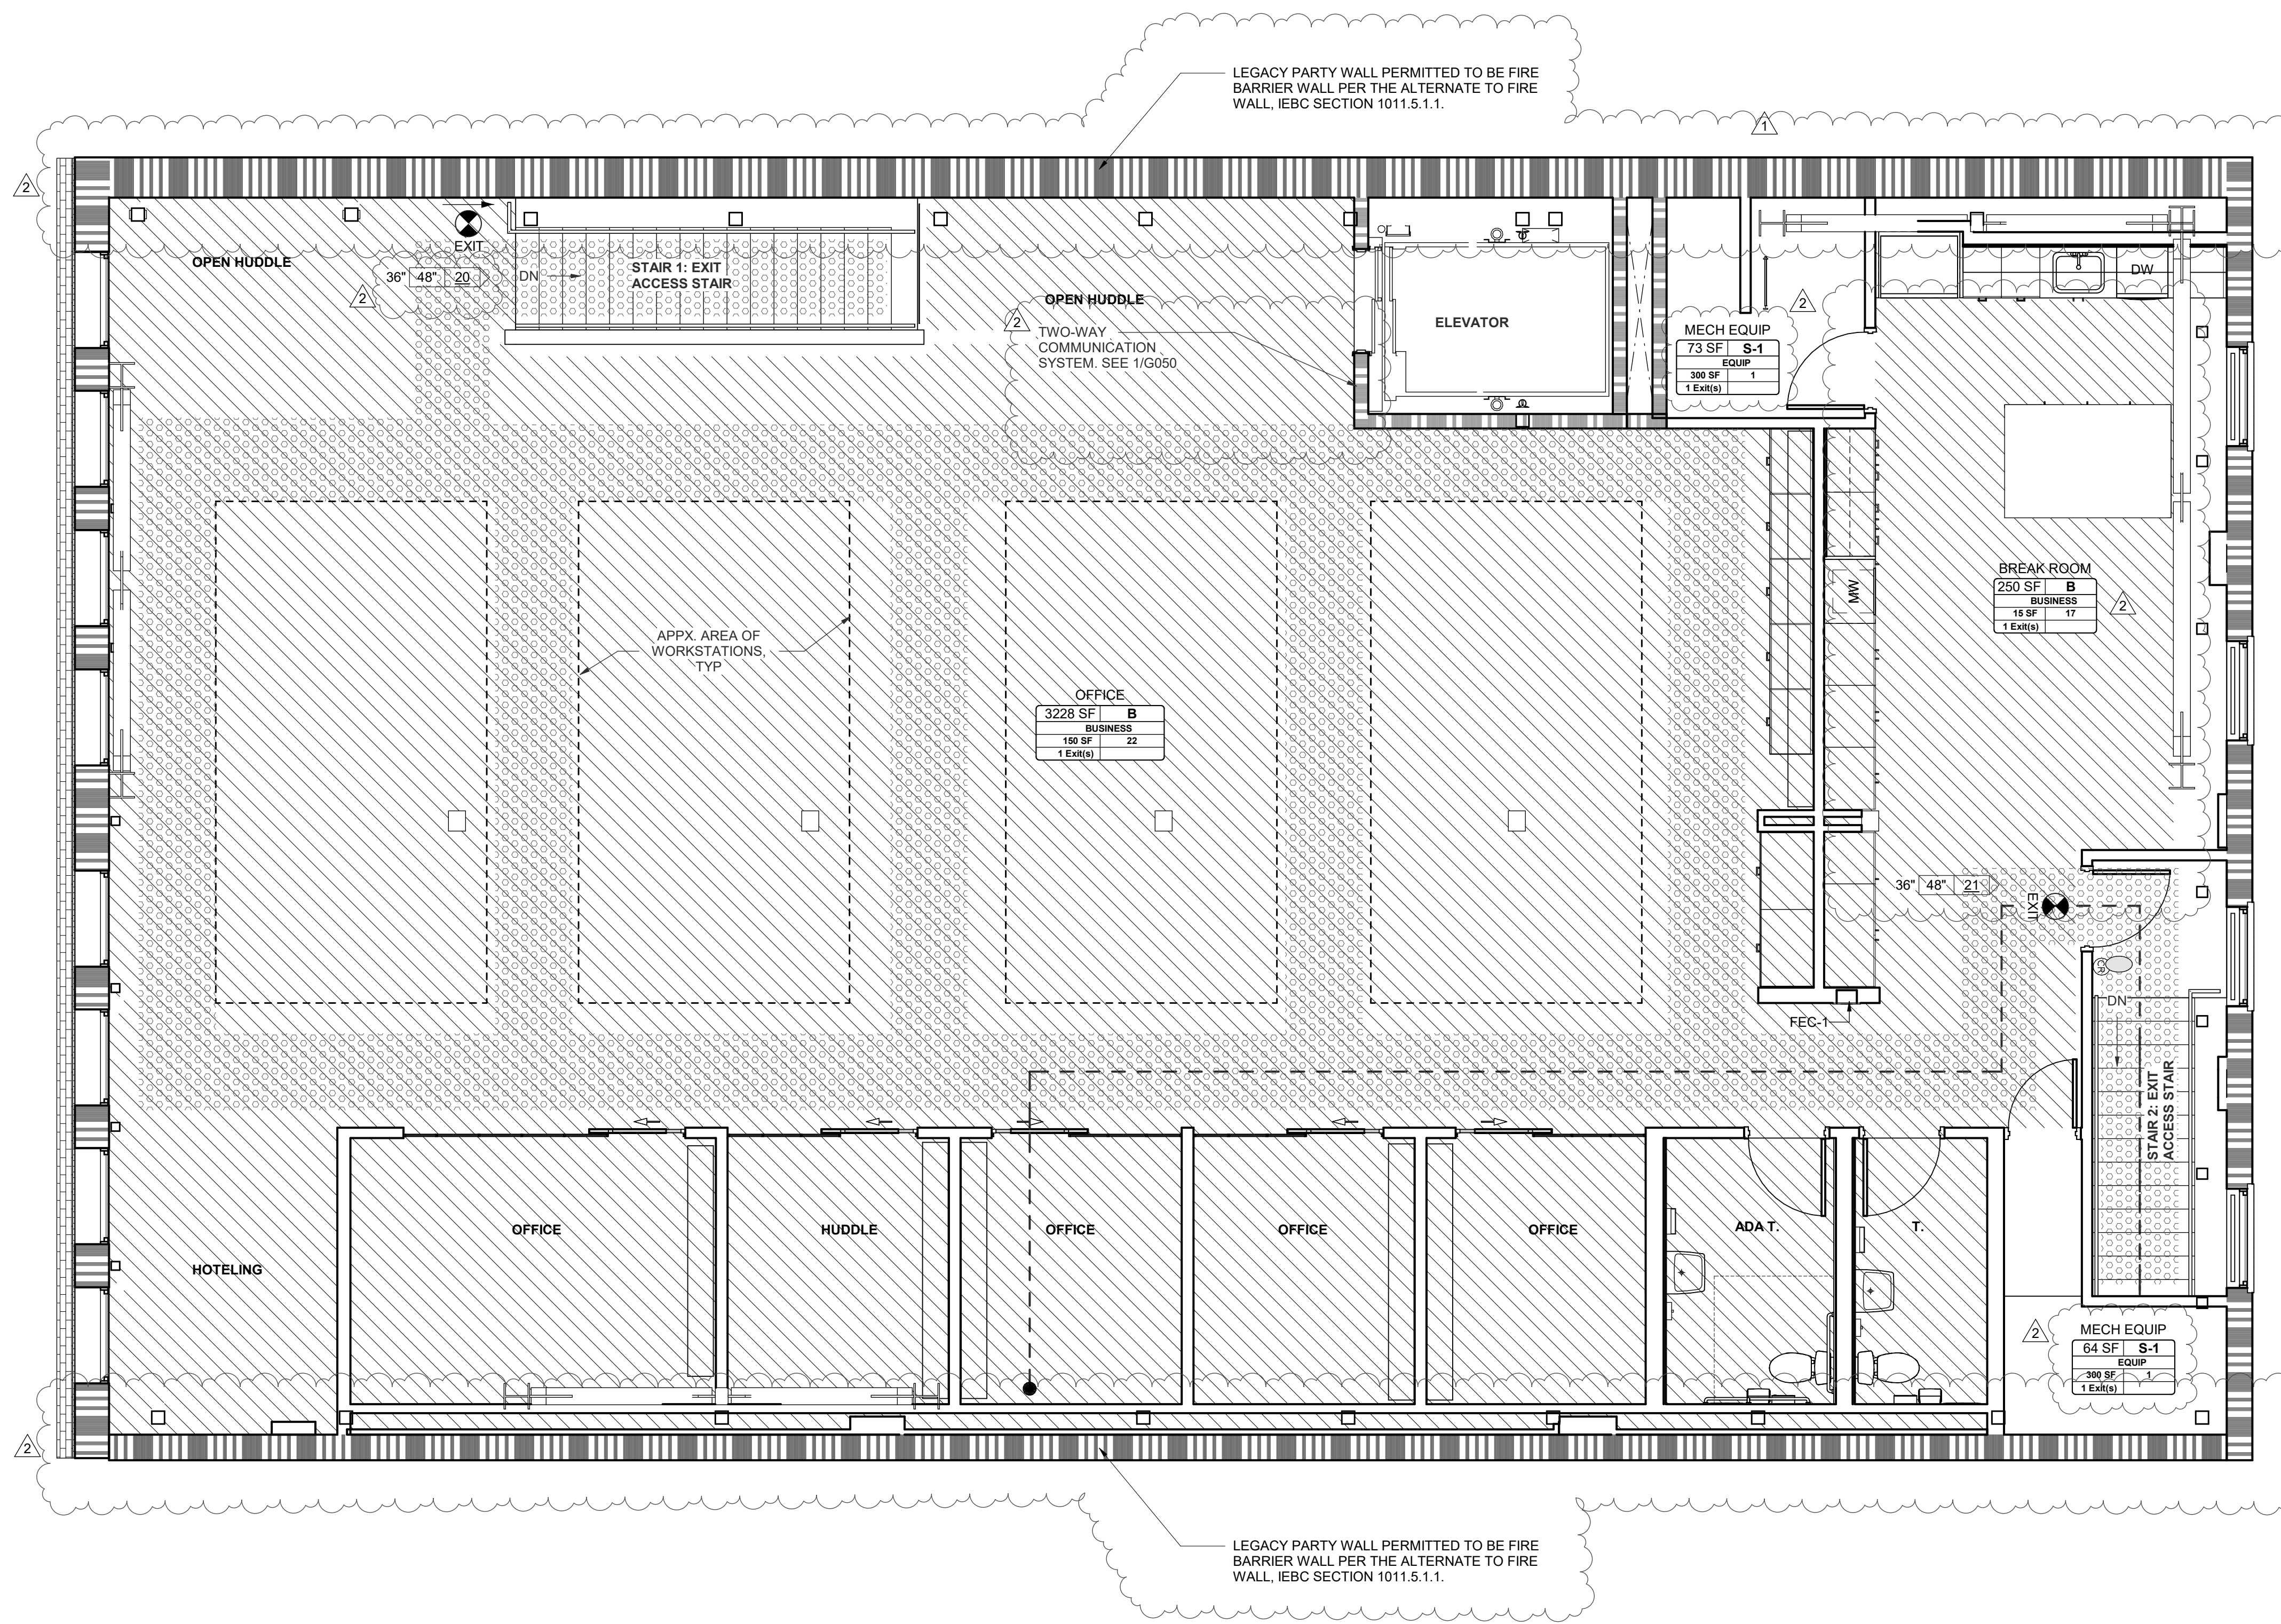 LEGACY PARTY WALL PERMITTED TO BE FIRE
BARRIER WALL PER THE ALTERNATE TO FIRE
WALL, IEBC SECTION 1011.5.1.1.
1
2
EXIT
OPEN HUDDLE
36" 48" 20
2
DN
STAIR 1: EXIT
ACCESS STAIR
OPEN HUDDLE
2
TWO-WAY
COMMUNICATION
SYSTEM. SEE 1/G050
ELEVATOR
2
MECH EQUIP
73 SF S-1
EQUIP
300 SF 1
1 Exit(s)
DW
MW
BREAK ROOM
250 SF B
BUSINESS
15 SF 17
1 Exit(s)
2
APPX. AREA OF
WORKSTATIONS,
TYP
OFFICE
3228 SF B
BUSINESS
150 SF 22
1 Exit(s)
36" 48" 21
EXIT
CR
DN
FEC-1
STAIR 2: EXIT
ACCESS STAIR
OFFICE
HUDDLE
OFFICE
OFFICE
OFFICE
ADA T.
T.
HOTELING
2
MECH EQUIP
64 SF S-1
EQUIP
300 SF 1
1 Exit(s)
2
LEGACY PARTY WALL PERMITTED TO BE FIRE
BARRIER WALL PER THE ALTERNATE TO FIRE
WALL, IEBC SECTION 1011.5.1.1.